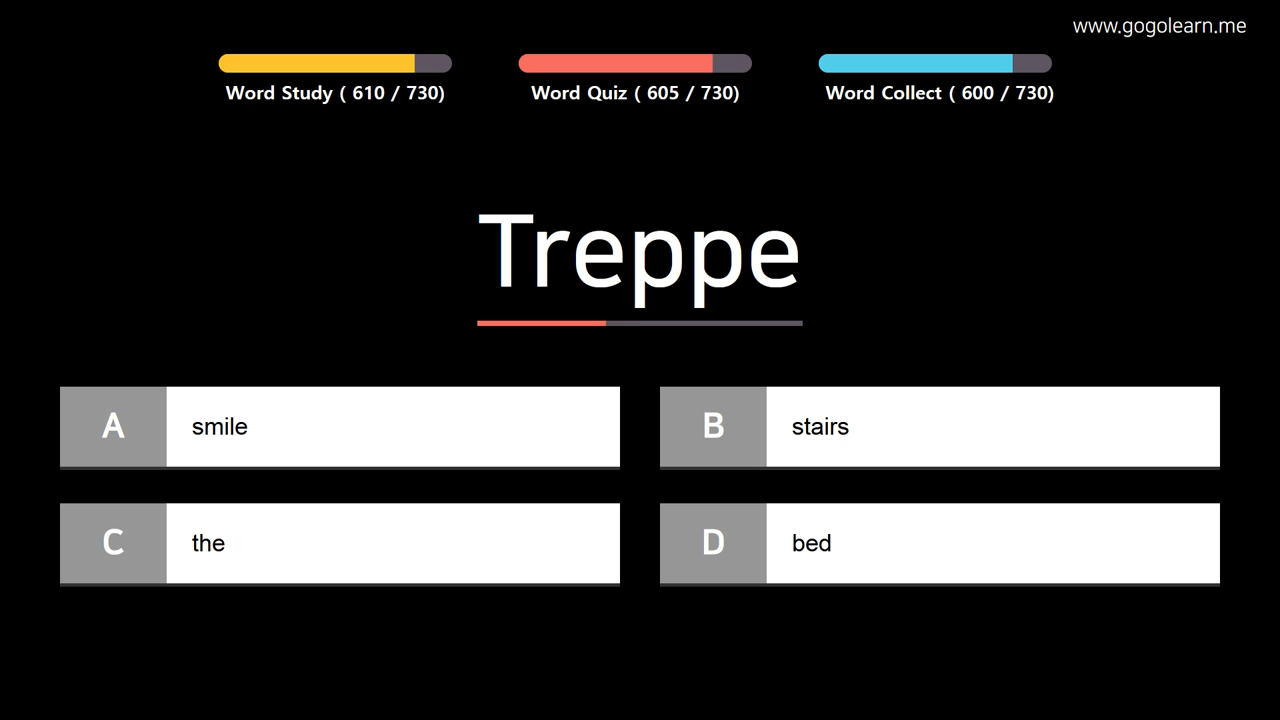 www.gogolearn.me
Word Study ( 610 / 730)
Word Quiz ( 605 / 730)
Word Collect ( 600 / 730)
Treppe
A smile
B stairs
C the
D bed